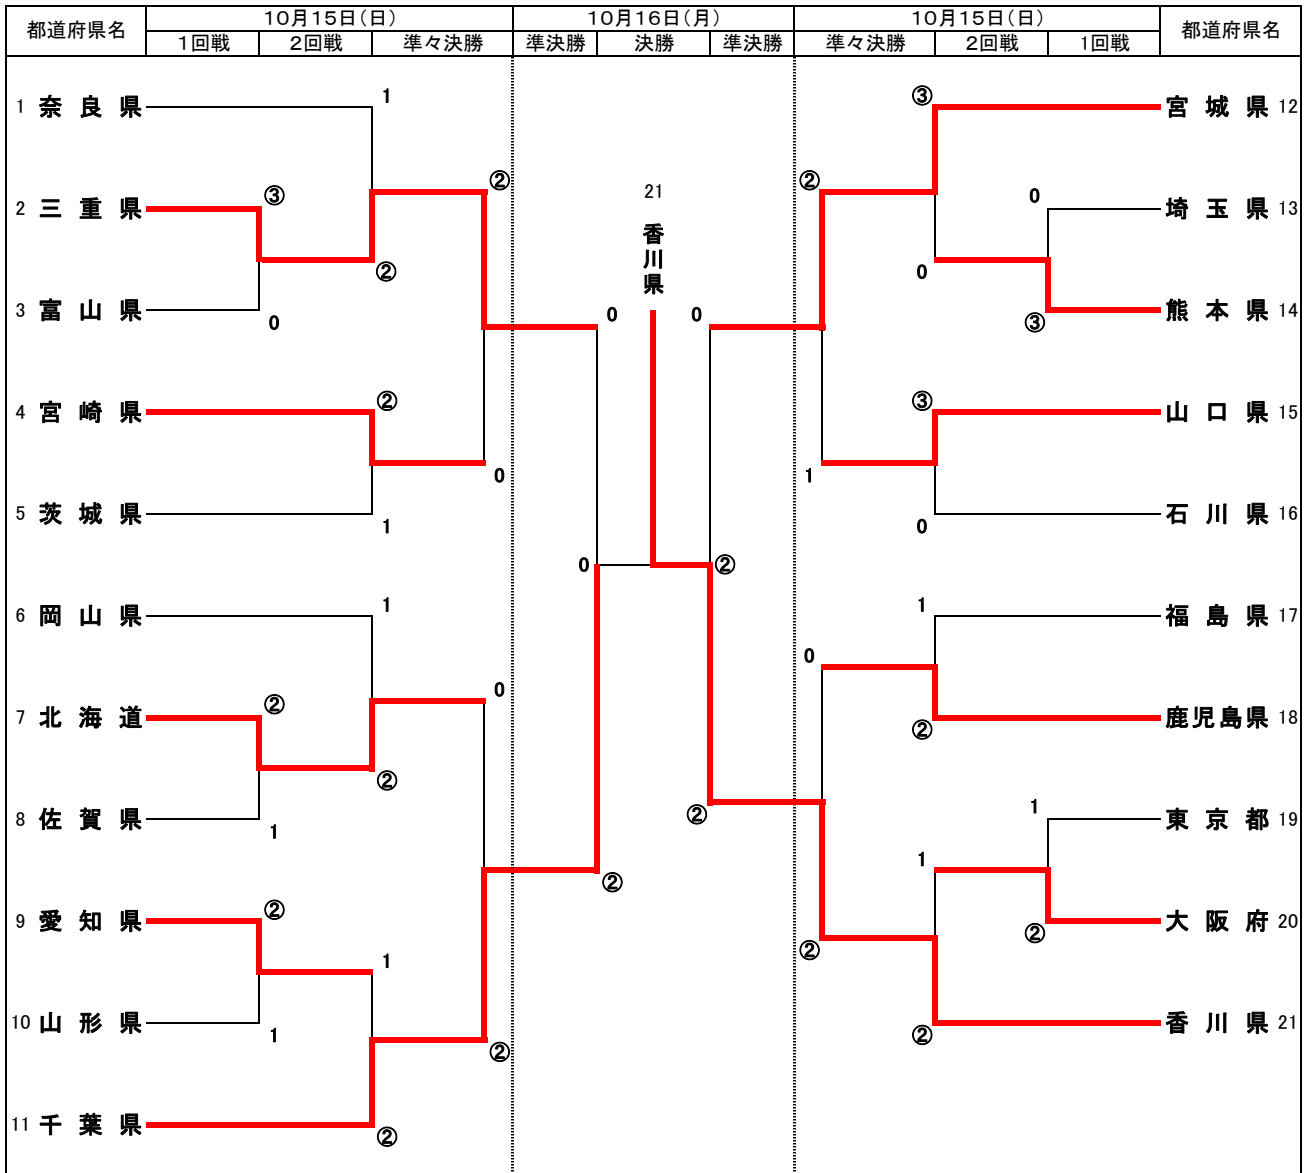 都道府県名 10月15日(日) 10月16日(月) 10月15日(日) 都道府県名
1回戦 2回戦 準々決勝 準決勝 決勝 準決勝 準々決勝 2回戦 1回戦
1 ③
1 奈良県 宮城県 12
② 21 ②
③ 0
2 三重県 埼玉県 13
香川県
② 0
3 富山県 熊本県 14
0 0 0 ③
② ③
4 宮崎県 山口県 15
0 1
5 茨城県 石川県 16
1 0
0 ②
1 1
6 岡山県 福島県 17
0 0
②
7 北海道 鹿児島県 18
②
② ②
8 佐賀県 東京都 19
1 1
② ② 1
9 愛知県 大阪府 20
1 ② ②
10 山形県 香川県 21
1 ② ②
11 千葉県
②